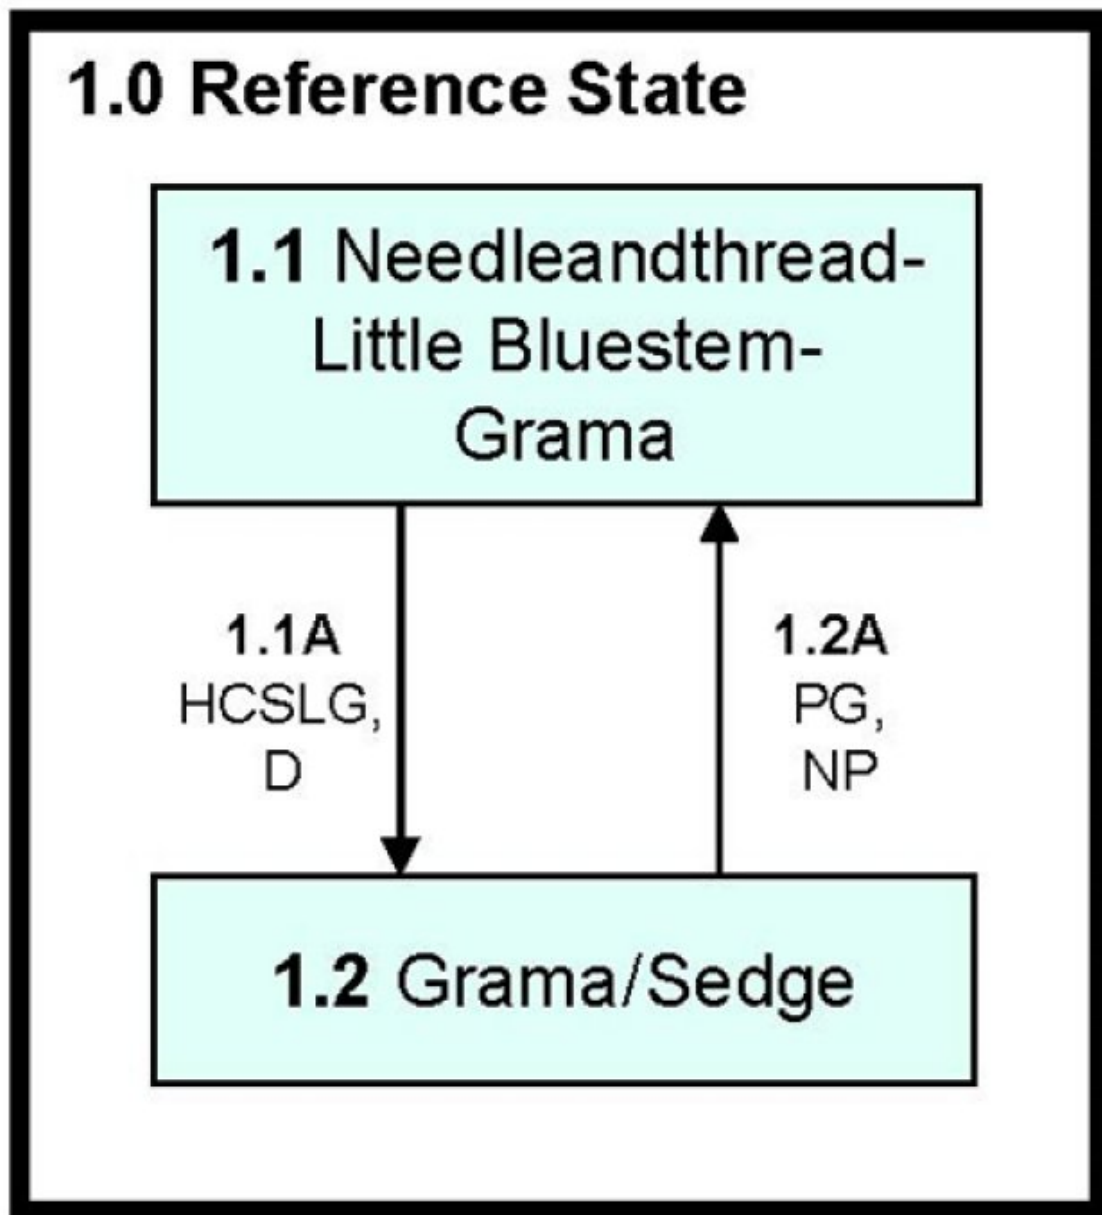 1.0 Reference State
1.1 Needleandthread-
Little Bluestem-
Grama
1.1A
HCSLG,
D
1.2A
PG,
NP
1.2 Grama/Sedge